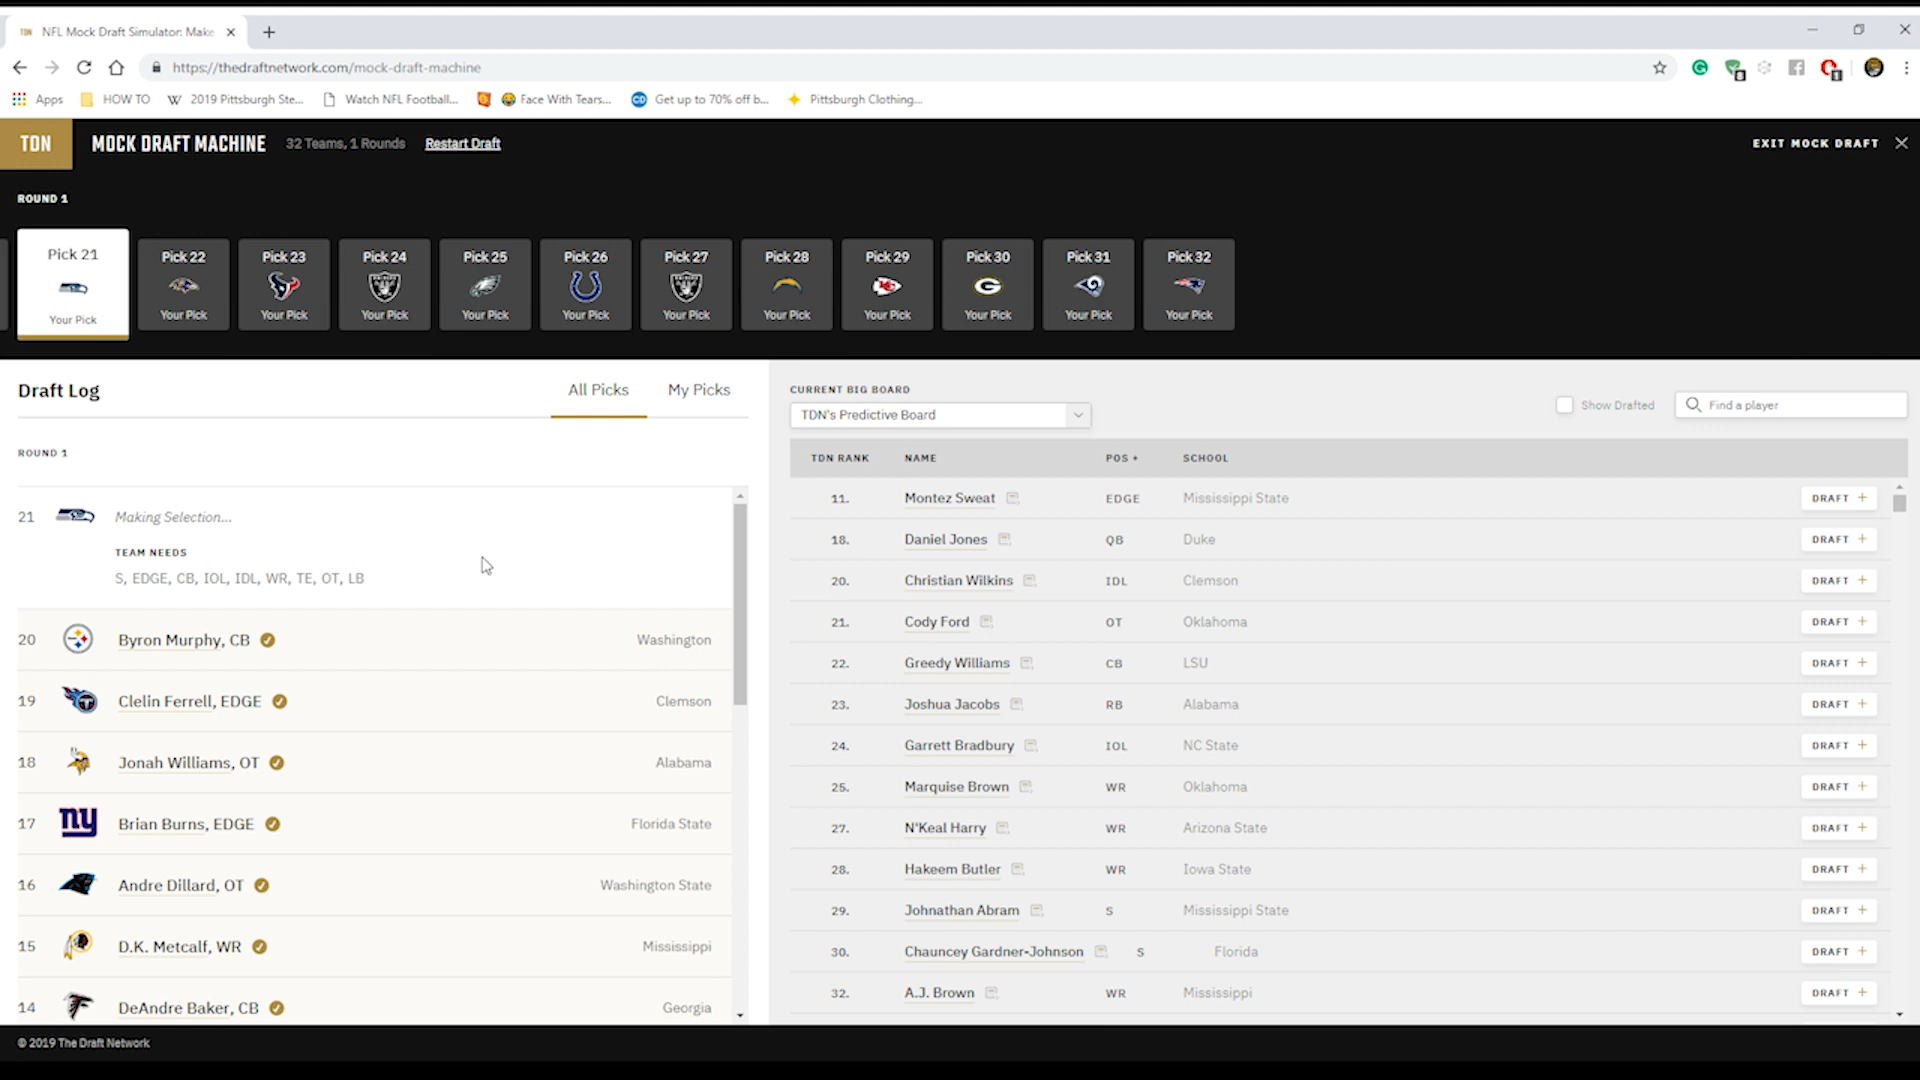 TDN NFL Mock Draft Simulator: Make
https://thedraftnetwork.com/mock-draft-machine
Apps HOW TO W 2019 Pittsburgh Ste... Watch NFL Football... Face With Tears... CD Get up to 70% off b... Pittsburgh Clothing...
TDN MOCK DRAFT MACHINE 32 Teams, 1 Rounds Restart Draft EXIT MOCK DRAFT
ROUND 1
Pick 21 Pick 22 Pick 23 Pick 24 Pick 25 Pick 26 Pick 27 Pick 28 Pick 29 Pick 30 Pick 31 Pick 32
Your Pick Your Pick Your Pick Your Pick Your Pick Your Pick Your Pick Your Pick Your Pick Your Pick Your Pick Your Pick
Draft Log All Picks My Picks
ROUND 1
21 Making Selection...
TEAM NEEDS
S, EDGE, CB, IOL, IDL, WR, TE, OT, LB
20 Byron Murphy, CB Washington
19 Clelin Ferrell, EDGE Clemson
18 Jonah Williams, OT Alabama
17 ny Brian Burns, EDGE Florida State
16 Andre Dillard, OT Washington State
15 D.K. Metcalf, WR Mississippi
14 DeAndre Baker, CB Georgia
CURRENT BIG BOARD
TDN's Predictive Board Show Drafted Find a player
TDN RANK NAME POS + SCHOOL
11. Montez Sweat EDGE Mississippi State DRAFT +
18. Daniel Jones QB Duke DRAFT +
20. Christian Wilkins IDL Clemson DRAFT +
21. Cody Ford OT Oklahoma DRAFT +
22. Greedy Williams CB LSU DRAFT +
23. Joshua Jacobs RB Alabama DRAFT +
24. Garrett Bradbury IOL NC State DRAFT +
25. Marquise Brown WR Oklahoma DRAFT +
27. N'Keal Harry WR Arizona State DRAFT +
28. Hakeem Butler WR Iowa State DRAFT +
29. Johnathan Abram S Mississippi State DRAFT +
30. Chauncey Gardner-Johnson S Florida DRAFT +
32. A.J. Brown WR Mississippi DRAFT +
© 2019 The Draft Network